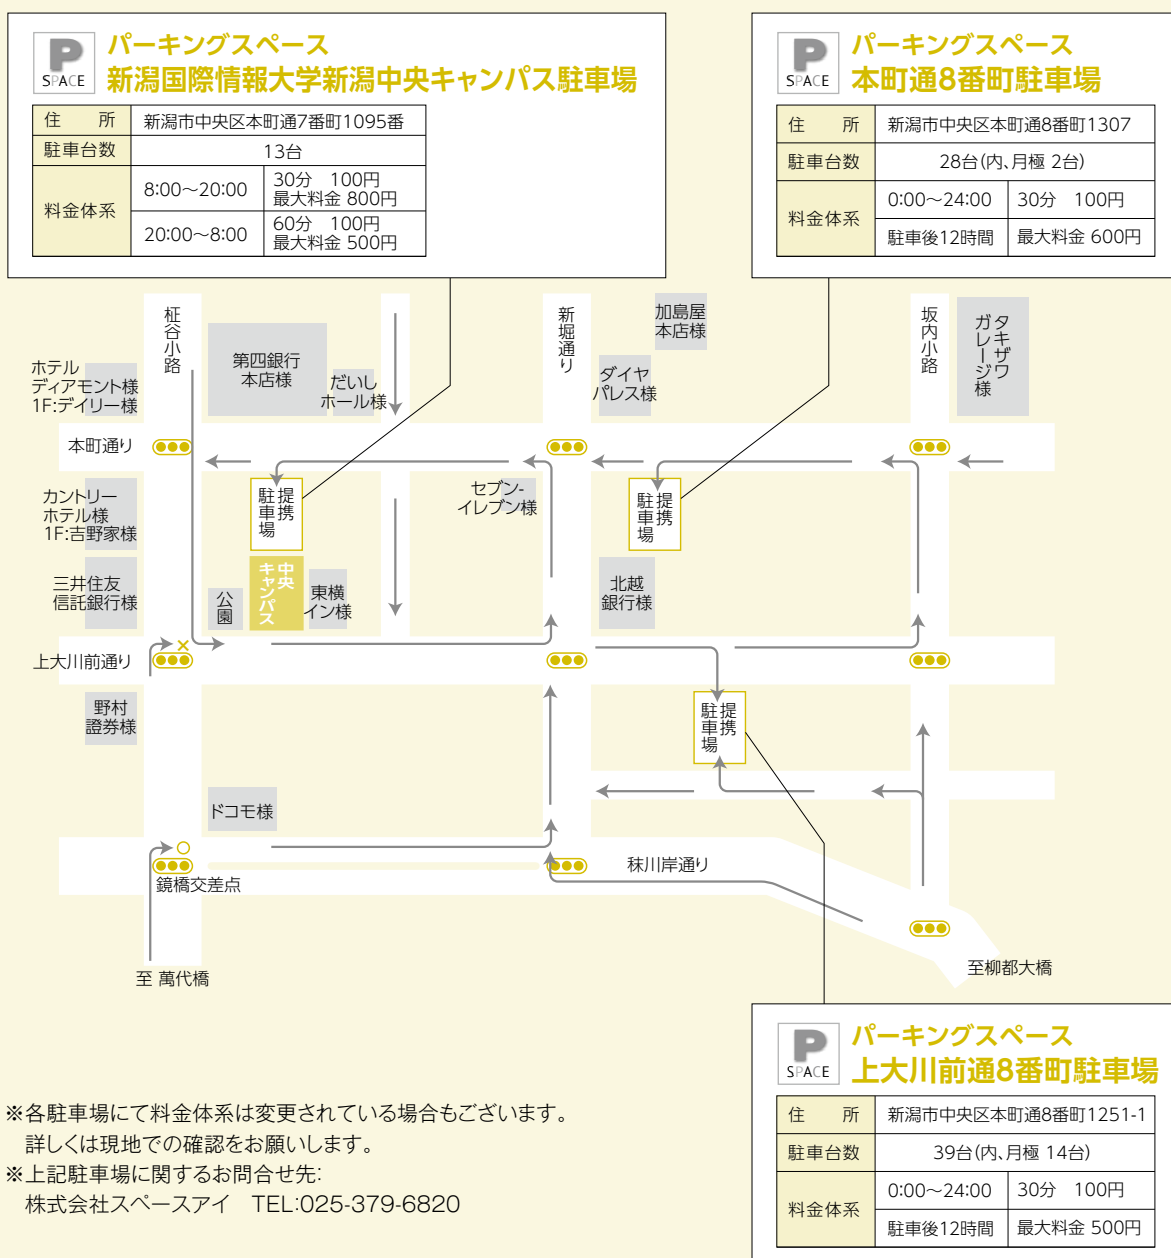 P
SPACE
パーキングスペース
新潟国際情報大学新潟中央キャンパス駐車場
住　所　新潟市中央区本町通7番町1095番
駐車台数　13台
料金体系
8:00〜20:00　30分　100円
最大料金 800円
20:00〜8:00　60分　100円
最大料金 500円
P
SPACE
パーキングスペース
本町通8番町駐車場
住　所　新潟市中央区本町通8番町1307
駐車台数　28台(内、月極 2台)
料金体系
0:00〜24:00　30分　100円
駐車後12時間　最大料金 600円
柾谷小路
新堀通り
坂内小路
加島屋
本店様
タキザワ
ガレージ様
第四銀行
本店様
ホテル
ディアモント様
1F:デイリー様
だいし
ホール様
ダイヤ
パレス様
本町通り
カントリー
ホテル様
1F:吉野家様
提携
駐車場
セブン-
イレブン様
提携
駐車場
三井住友
信託銀行様
公園
中央
キャンパス
東横
イン様
北越
銀行様
×
上大川前通り
野村
證券様
提携
駐車場
ドコモ様
鏡橋交差点
秣川岸通り
至 萬代橋
至柳都大橋
P
SPACE
パーキングスペース
上大川前通8番町駐車場
住　所　新潟市中央区本町通8番町1251-1
駐車台数　39台(内、月極 14台)
料金体系
0:00〜24:00　30分　100円
駐車後12時間　最大料金 500円
※各駐車場にて料金体系は変更されている場合もございます。
詳しくは現地での確認をお願いします。
※上記駐車場に関するお問合せ先:
株式会社スペースアイ　TEL:025-379-6820